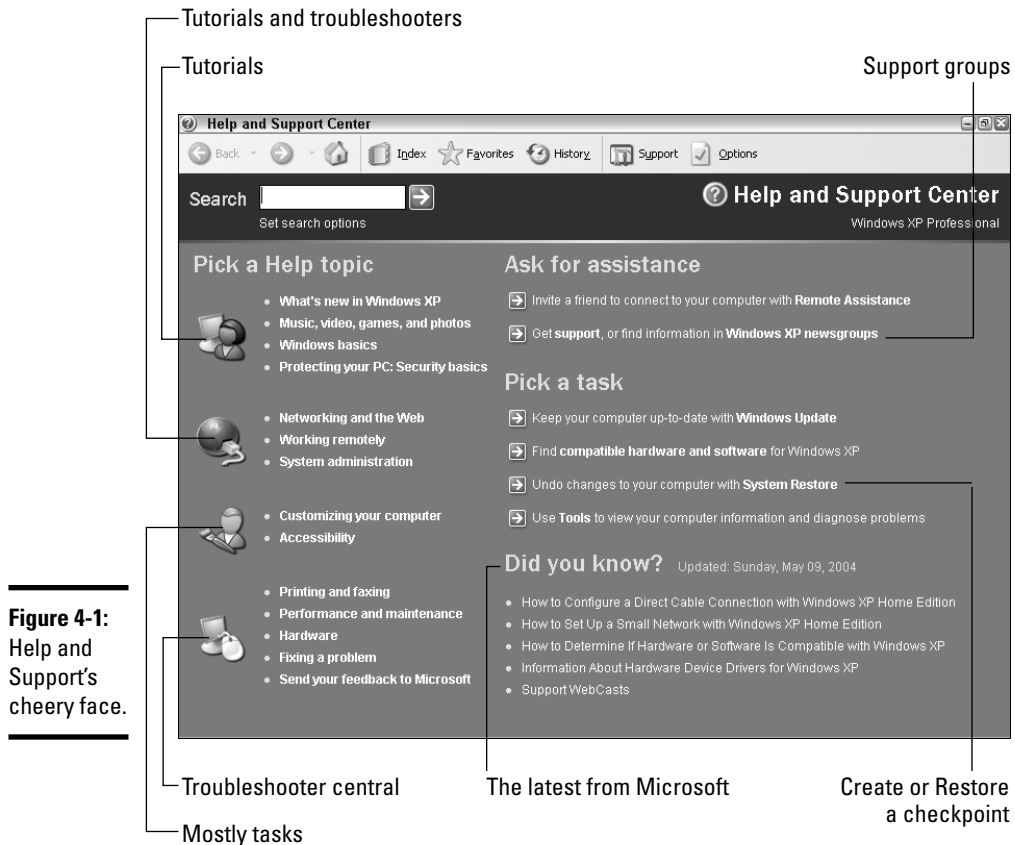 Tutorials and troubleshooters
Tutorials
Support groups
Help and Support Center
Back
Index
Favorites
History
Support
Options
Search
Set search options
Help and Support Center
Windows XP Professional
Pick a Help topic
What's new in Windows XP
Music, video, games, and photos
Windows basics
Protecting your PC: Security basics
Networking and the Web
Working remotely
System administration
Customizing your computer
Accessibility
Printing and faxing
Performance and maintenance
Hardware
Fixing a problem
Send your feedback to Microsoft
Ask for assistance
Invite a friend to connect to your computer with Remote Assistance
Get support, or find information in Windows XP newsgroups
Pick a task
Keep your computer up-to-date with Windows Update
Find compatible hardware and software for Windows XP
Undo changes to your computer with System Restore
Use Tools to view your computer information and diagnose problems
Did you know? Updated: Sunday, May 09, 2004
How to Configure a Direct Cable Connection with Windows XP Home Edition
How to Set Up a Small Network with Windows XP Home Edition
How to Determine If Hardware or Software Is Compatible with Windows XP
Information About Hardware Device Drivers for Windows XP
Support WebCasts
Figure 4-1:
Help and
Support's
cheery face.
Troubleshooter central
The latest from Microsoft
Create or Restore
a checkpoint
Mostly tasks